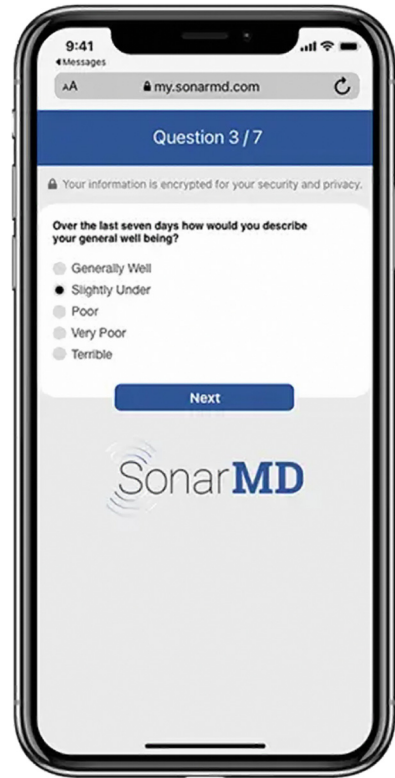 9:41
Messages
AA my.sonarmd.com
Question 3 / 7
Your information is encrypted for your security and privacy.
Over the last seven days how would you describe
your general well being?
Generally Well
Slightly Under
Poor
Very Poor
Terrible
Next
SonarMD